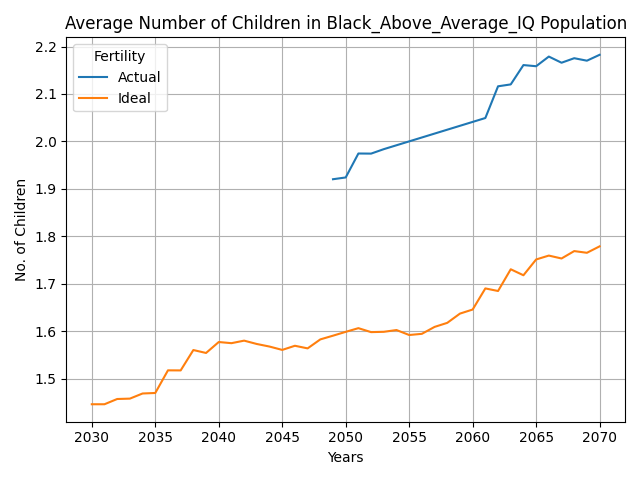 Average Number of Children in Black_Above_Average_IQ Population
Fertility
Actual
Ideal
No. of Children
2.2
2.1
2.0
1.9
1.8
1.7
1.6
1.5
2030 2035 2040 2045 2050 2055 2060 2065 2070
Years